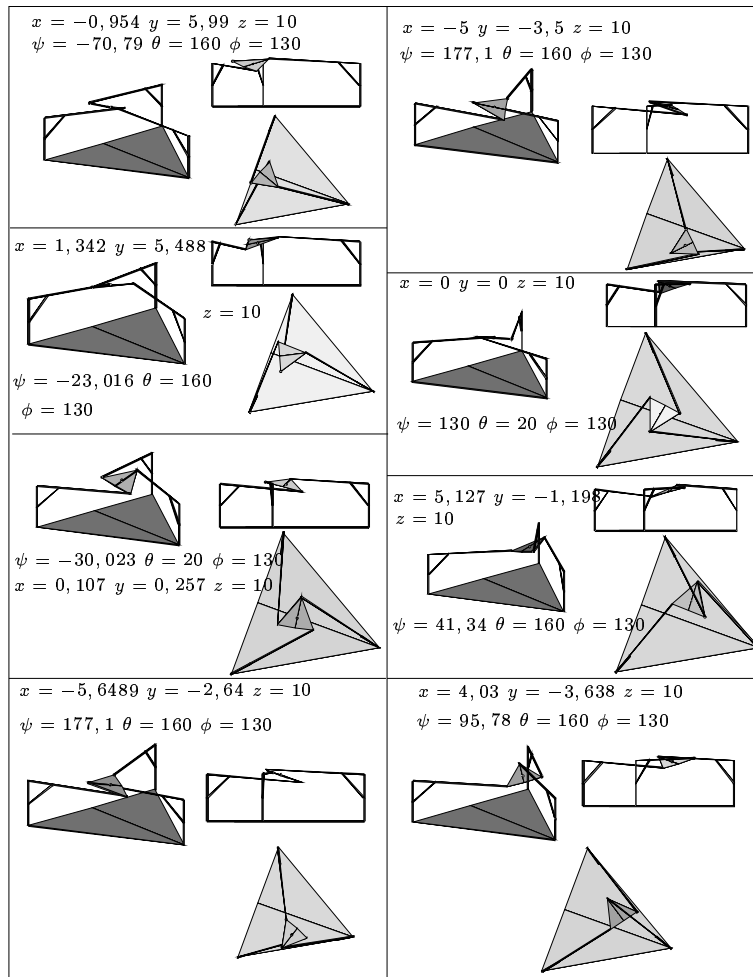 x = −0, 954 y = 5, 99 z = 10
ψ = −70, 79 θ = 160 φ = 130
x = −5 y = −3, 5 z = 10
ψ = 177, 1 θ = 160 φ = 130
x = 1, 342 y = 5, 488
z = 10
ψ = −23, 016 θ = 160
φ = 130
x = 0 y = 0 z = 10
ψ = 130 θ = 20 φ = 130
ψ = −30, 023 θ = 20 φ = 130
x = 0, 107 y = 0, 257 z = 10
x = 5, 127 y = −1, 198
z = 10
ψ = 41, 34 θ = 160 φ = 130
x = −5, 6489 y = −2, 64 z = 10
ψ = 177, 1 θ = 160 φ = 130
x = 4, 03 y = −3, 638 z = 10
ψ = 95, 78 θ = 160 φ = 130